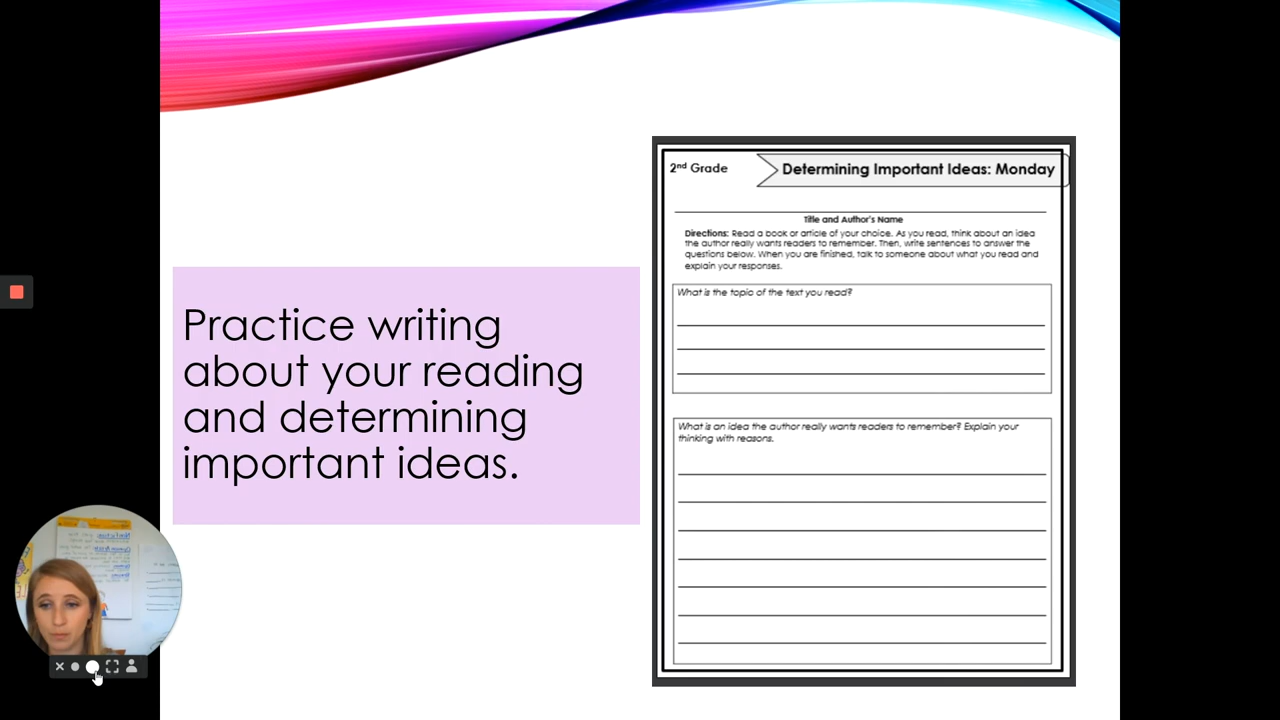 Practice writing
about your reading
and determining
important ideas.
2nd Grade
Determining Important Ideas: Monday
Title and Author's Name
Directions: Read a book or article of your choice. As you read, think about an idea
the author really wants readers to remember. Then, write sentences to answer the
questions below. When you are finished, talk to someone about what you read and
explain your responses.
What is the topic of the text you read?
What is an idea the author really wants readers to remember? Explain your
thinking with reasons.